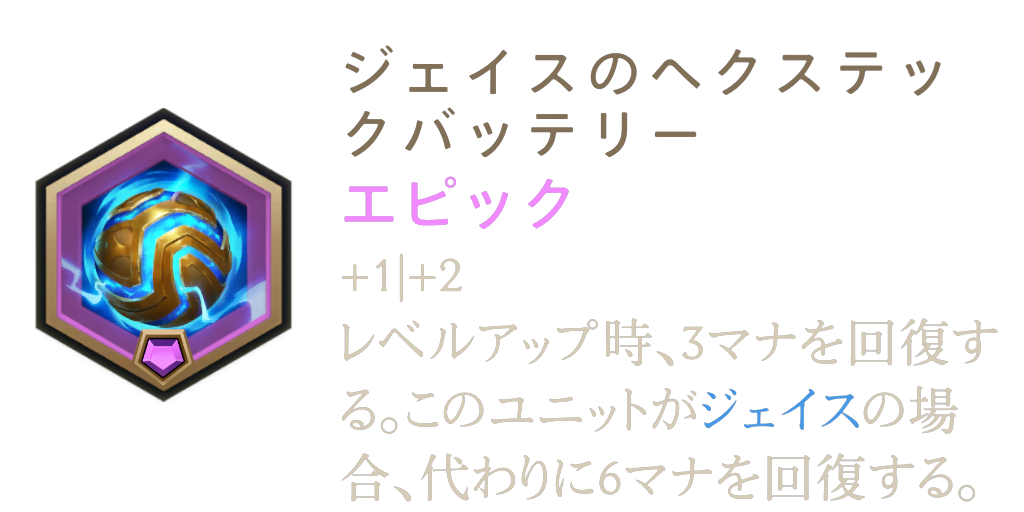 ジェイスのヘクステッ
クバッテリー
エピック
+1|+2
レベルアップ時、3マナを回復す
る。このユニットがジェイスの場
合、代わりに6マナを回復する。